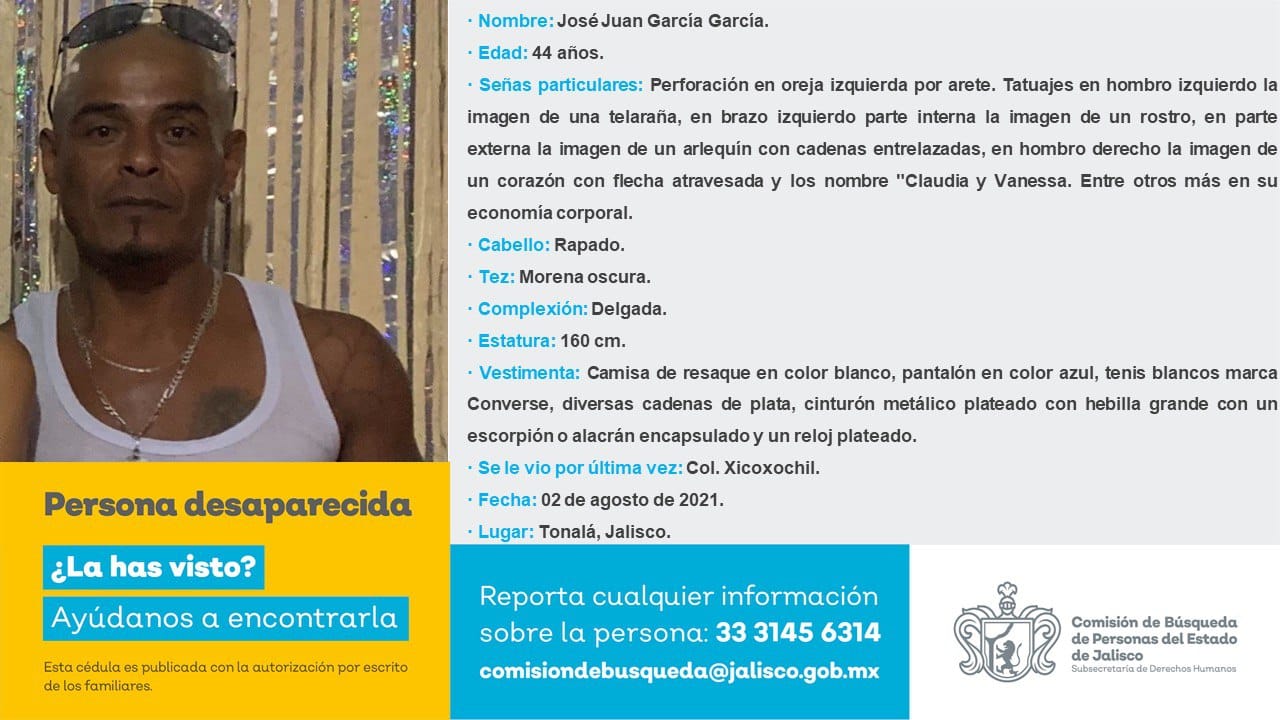 · Nombre: José Juan García García.
· Edad: 44 años.
· Señas particulares: Perforación en oreja izquierda por arete. Tatuajes en hombro izquierdo la
imagen de una telaraña, en brazo izquierdo parte interna la imagen de un rostro, en parte
externa la imagen de un arlequín con cadenas entrelazadas, en hombro derecho la imagen de
un corazón con flecha atravesada y los nombre "Claudia y Vanessa. Entre otros más en su
economía corporal.
· Cabello: Rapado.
· Tez: Morena oscura.
· Complexión: Delgada.
· Estatura: 160 cm.
· Vestimenta: Camisa de resaque en color blanco, pantalón en color azul, tenis blancos marca
Converse, diversas cadenas de plata, cinturón metálico plateado con hebilla grande con un
escorpión o alacrán encapsulado y un reloj plateado.
· Se le vio por última vez: Col. Xicoxochil.
· Fecha: 02 de agosto de 2021.
· Lugar: Tonalá, Jalisco.
Persona desaparecida
¿La has visto?
Ayúdanos a encontrarla
Esta cédula es publicada con la autorización por escrito
de los familiares.
Reporta cualquier información
sobre la persona: 33 3145 6314
comisiondebusqueda@jalisco.gob.mx
Comisión de Búsqueda
de Personas del Estado
de Jalisco
Subsecretaría de Derechos Humanos